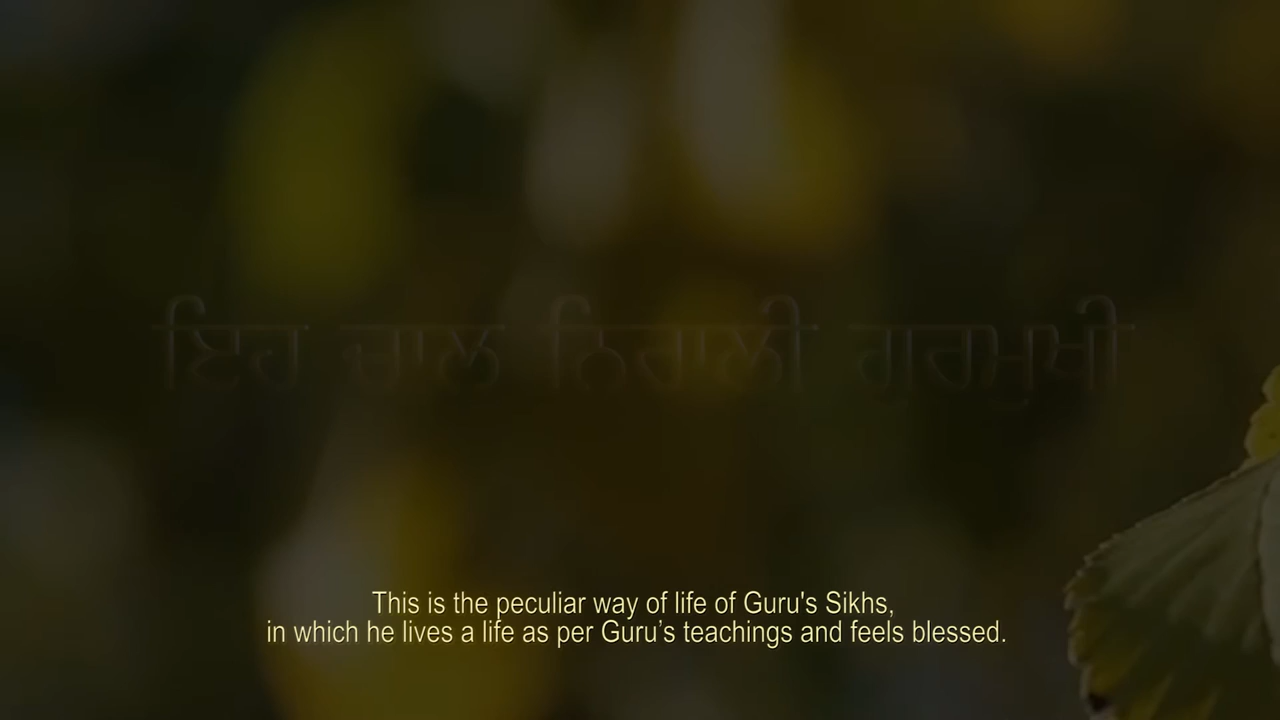 ਇਹ ਚਾਲ ਨਿਰਾਲੀ ਗੁਰਮੁਖੀ
This is the peculiar way of life of Guru's Sikhs,
in which he lives a life as per Guru’s teachings and feels blessed.